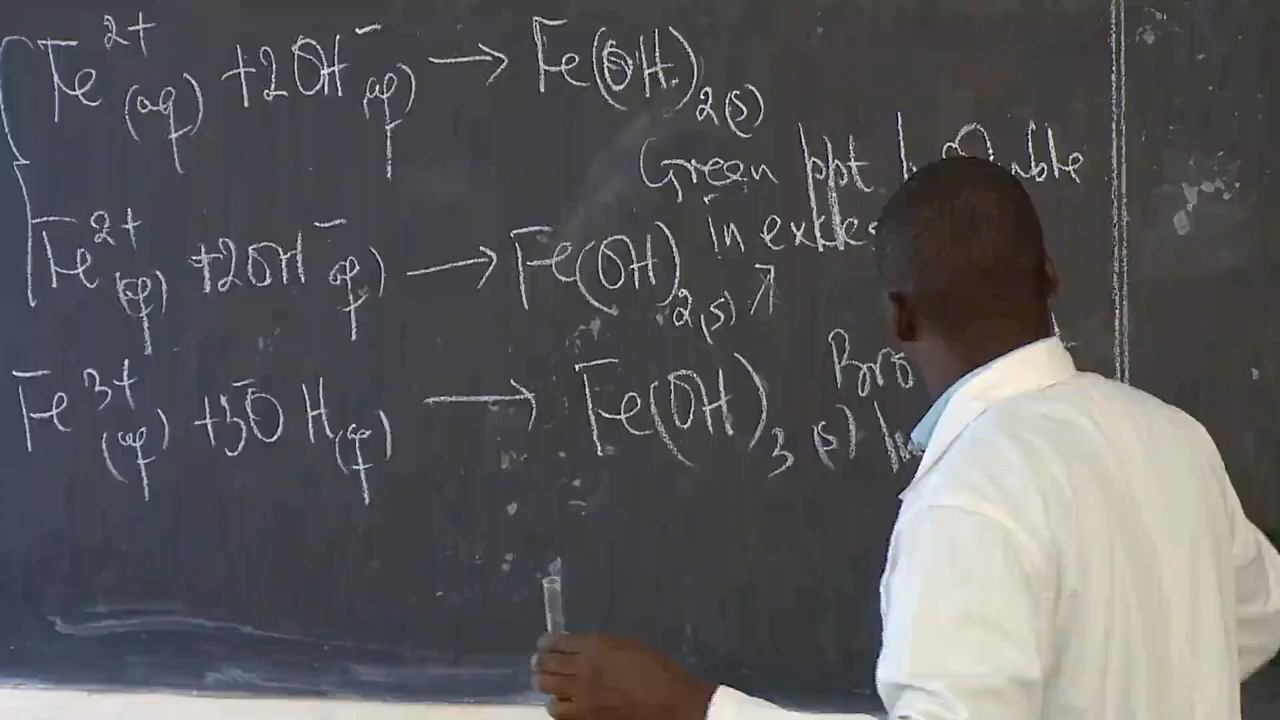 Fe²⁺(aq) + 2OH⁻(aq) → Fe(OH)₂(s)
Green ppt
in
Fe²⁺(aq) + 2OH⁻(aq) → Fe(OH)₂(s)
Fe³⁺(aq) + 3OH⁻(aq) → Fe(OH)₃(s)